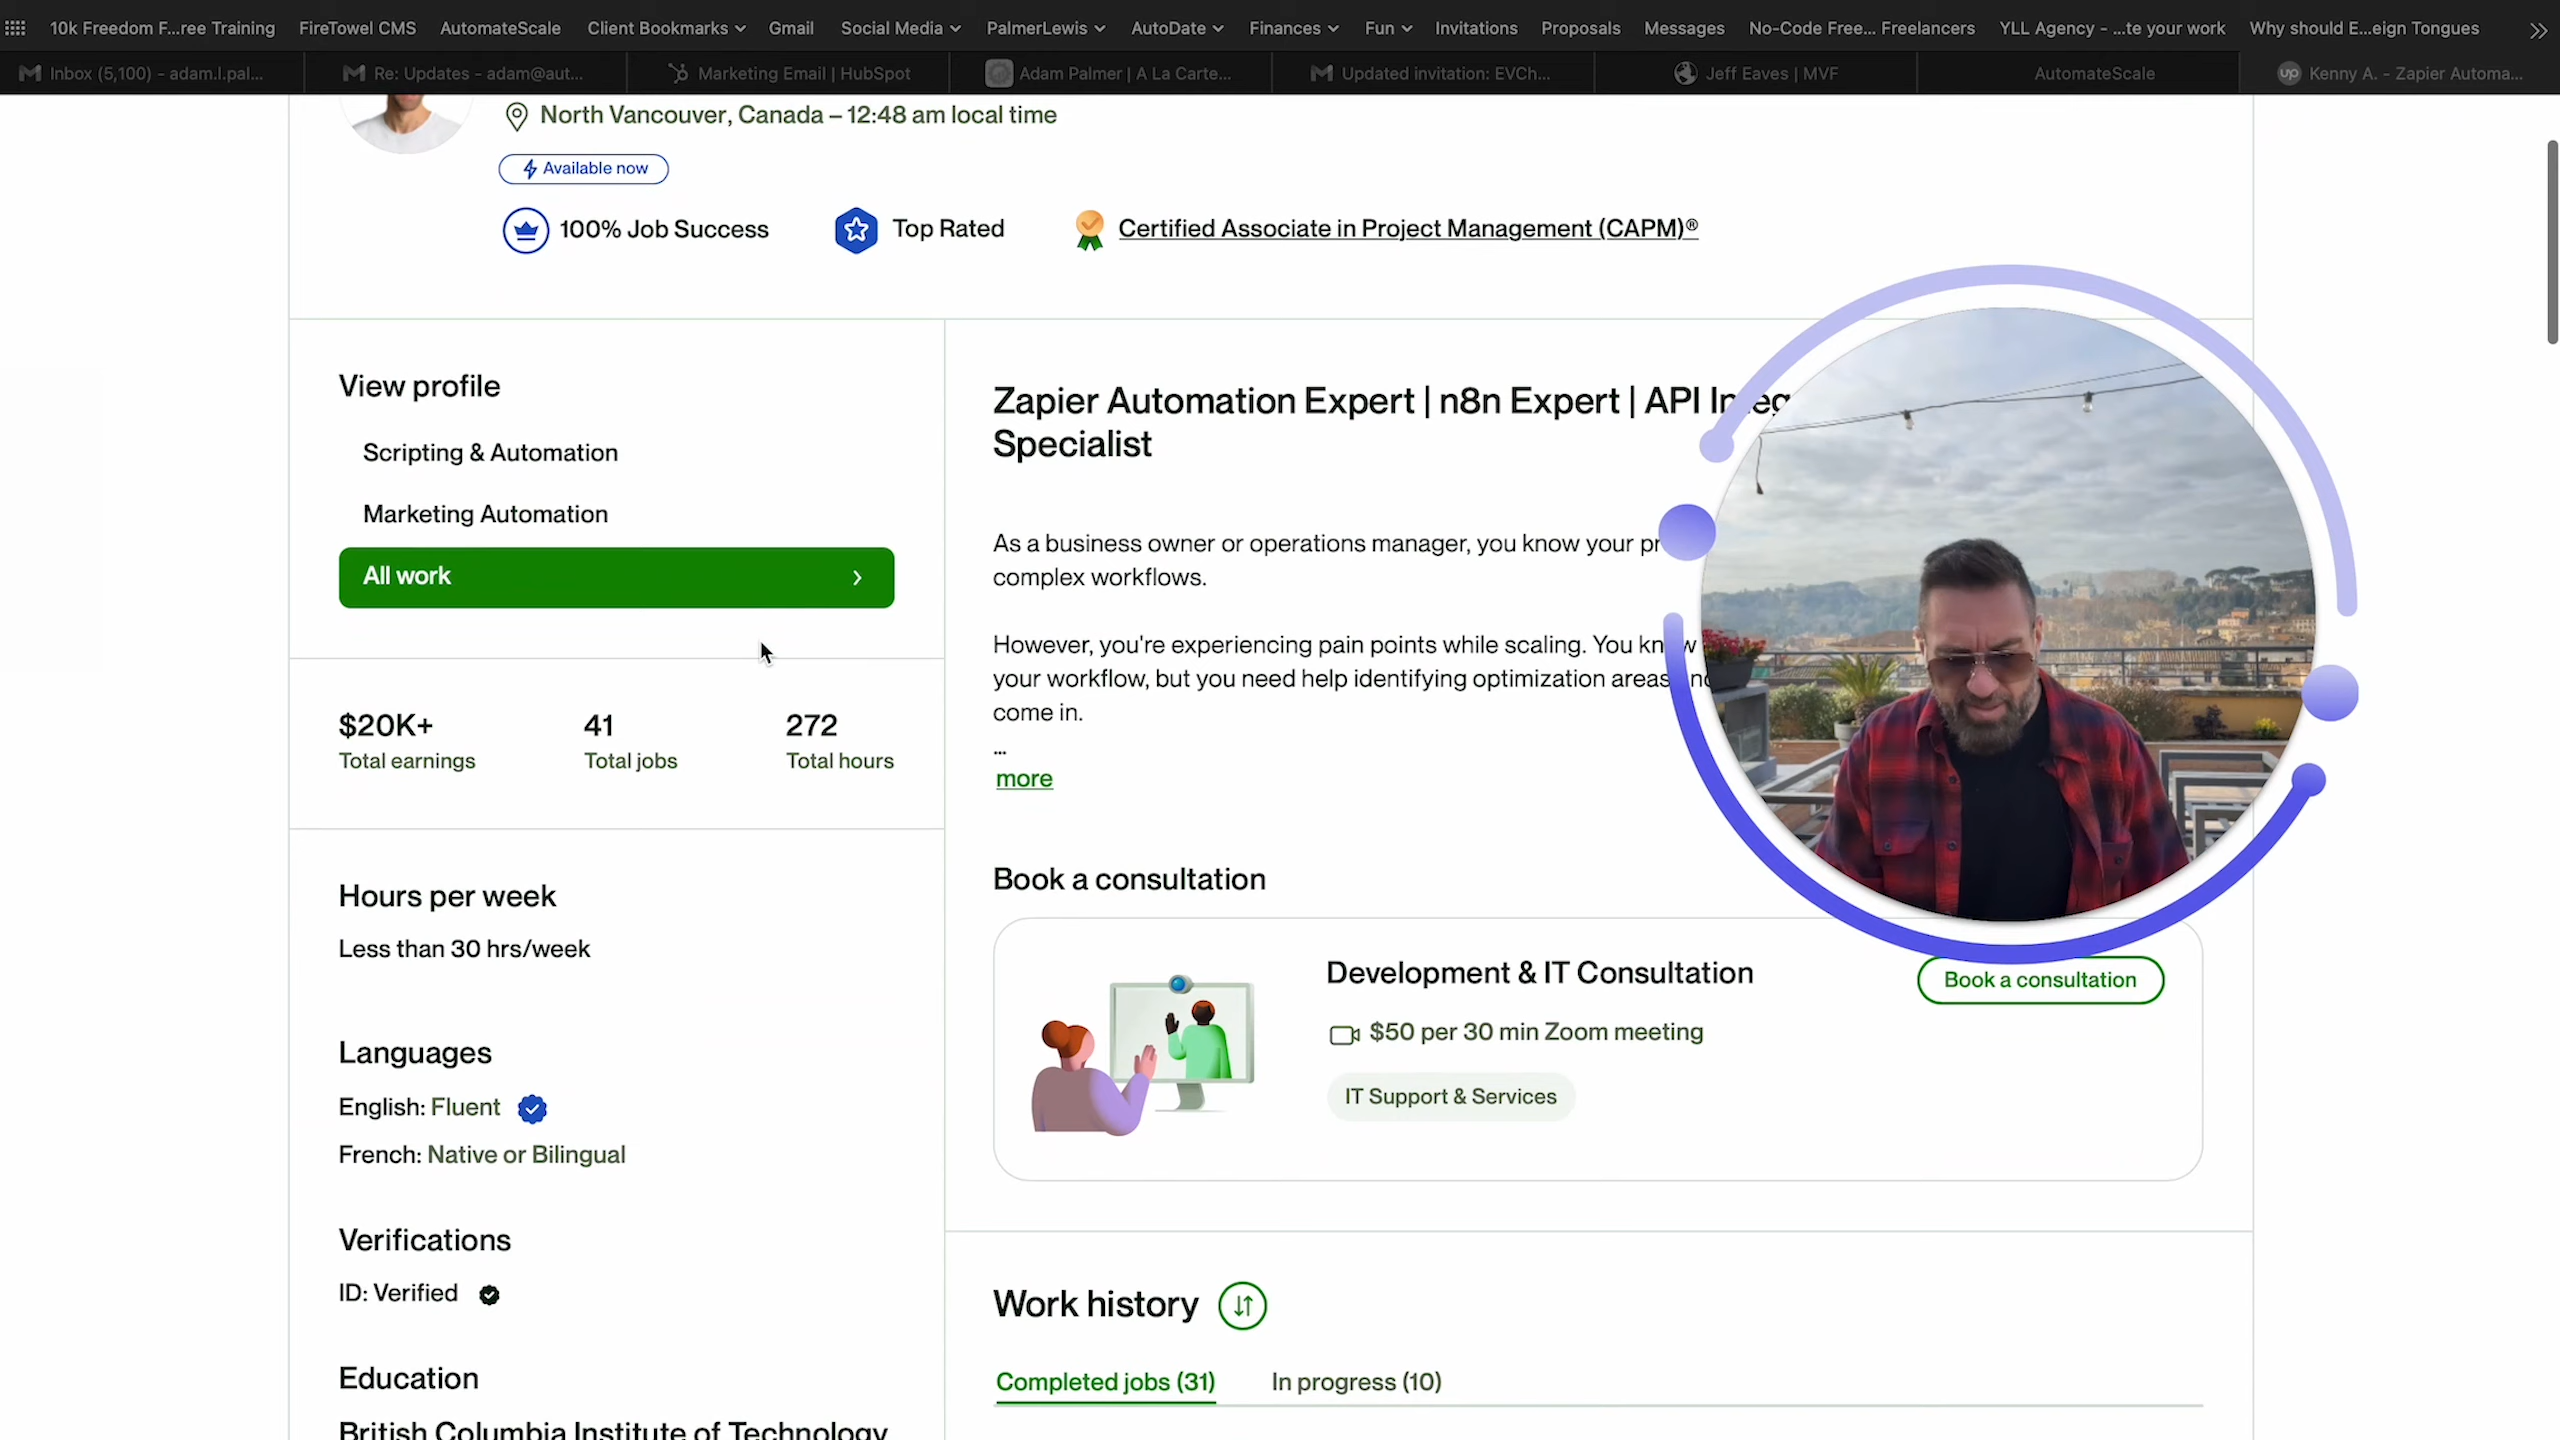 10k Freedom F...ree Training
FireTowel CMS
AutomateScale
Client Bookmarks
Gmail
Social Media
PalmerLewis
AutoDate
Finances
Fun
Invitations
Proposals
Messages
No-Code Free... Freelancers
YLL Agency - ...te your work
Why should E...eign Tongues
Inbox (5,100) - adam.l.pal...
Re: Updates - adam@aut...
Marketing Email | HubSpot
Adam Palmer | A La Carte...
Updated invitation: EVCh...
Jeff Eaves | MVF
AutomateScale
up Kenny A. - Zapier Automa...
North Vancouver, Canada – 12:48 am local time
Available now
100% Job Success
Top Rated
Certified Associate in Project Management (CAPM)®
View profile
Scripting & Automation
Marketing Automation
All work
$20K+
Total earnings
41
Total jobs
272
Total hours
Hours per week
Less than 30 hrs/week
Languages
English: Fluent
French: Native or Bilingual
Verifications
ID: Verified
Education
British Columbia Institute of Technology
Zapier Automation Expert | n8n Expert | API Integ
Specialist
As a business owner or operations manager, you know your pr
complex workflows.
However, you're experiencing pain points while scaling. You know
your workflow, but you need help identifying optimization areas
come in.
...
more
Book a consultation
Development & IT Consultation
Book a consultation
$50 per 30 min Zoom meeting
IT Support & Services
Work history
Completed jobs (31)
In progress (10)